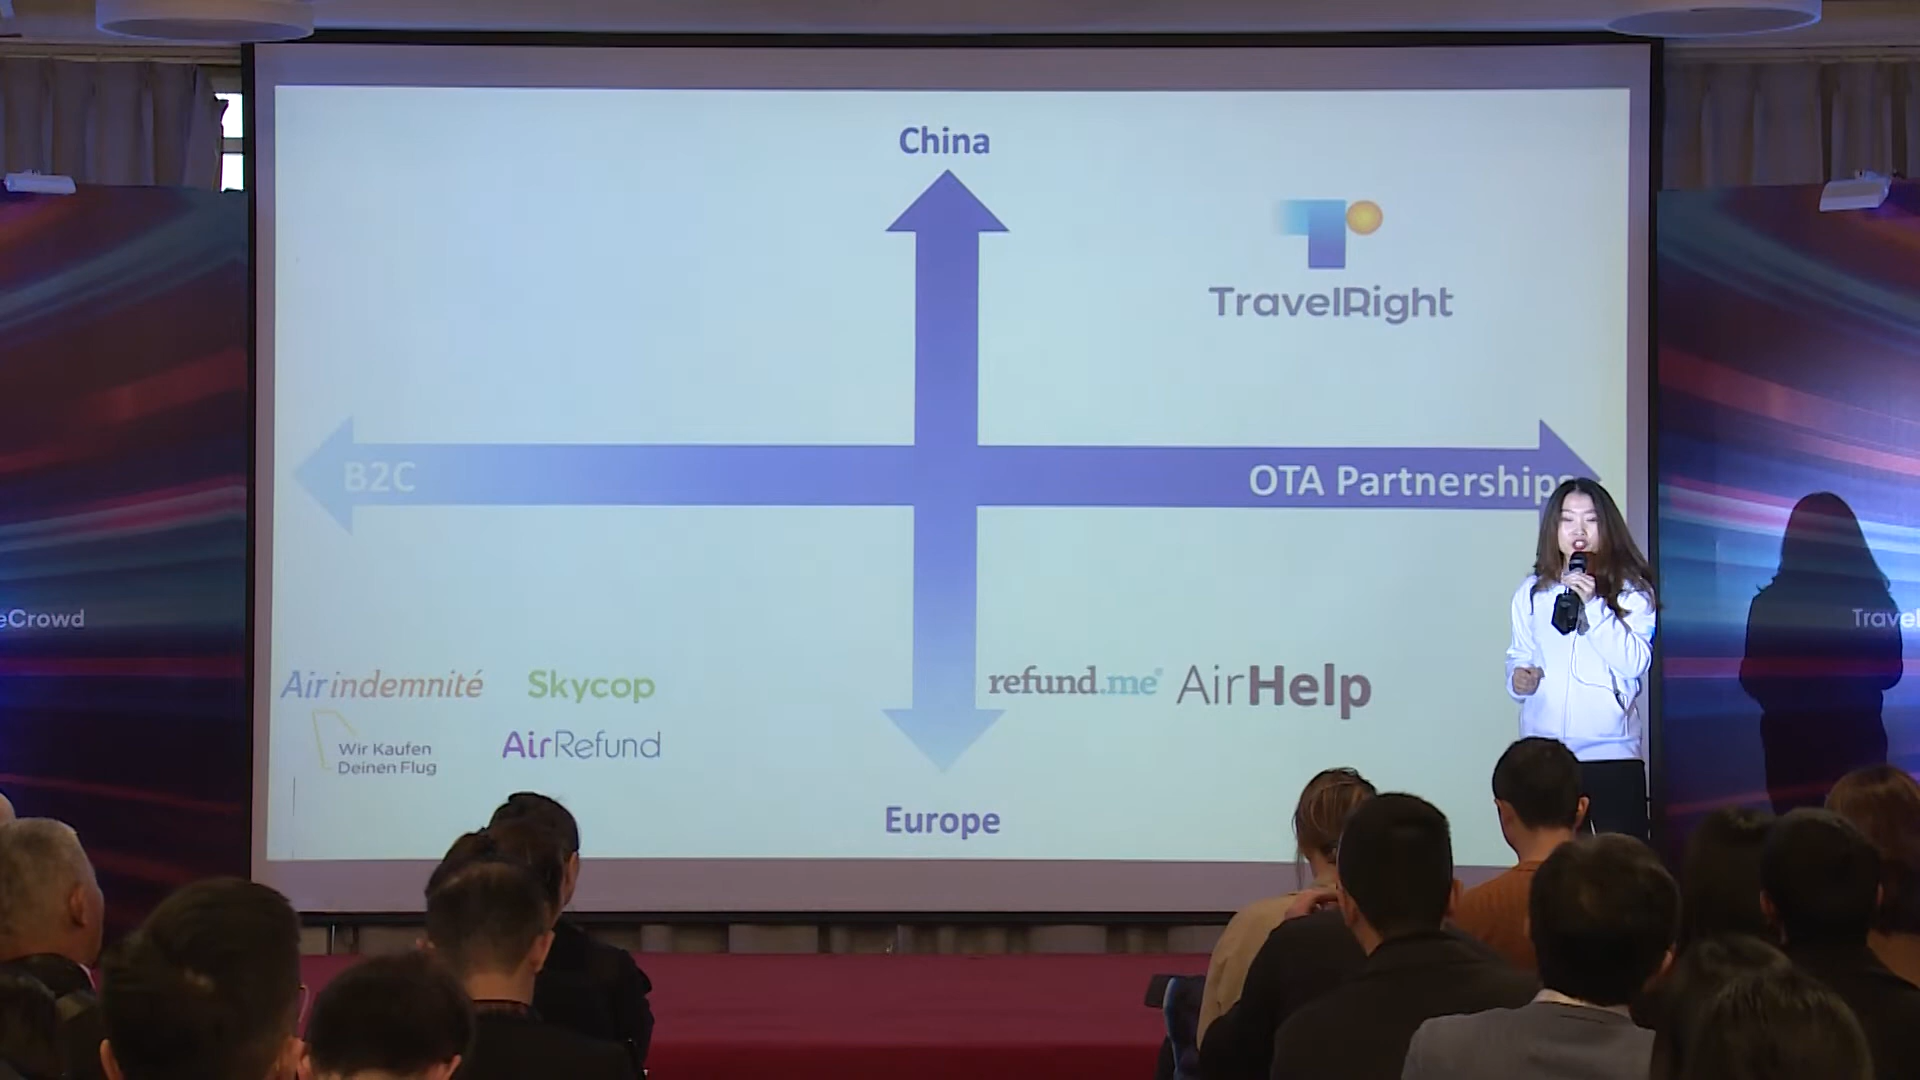 China
TravelRight
B2C
OTA Partnerships
eCrowd
Travel
Airindemnité
Skycop
refund.me®
AirHelp
Wir Kaufen
Deinen Flug
AirRefund
Europe